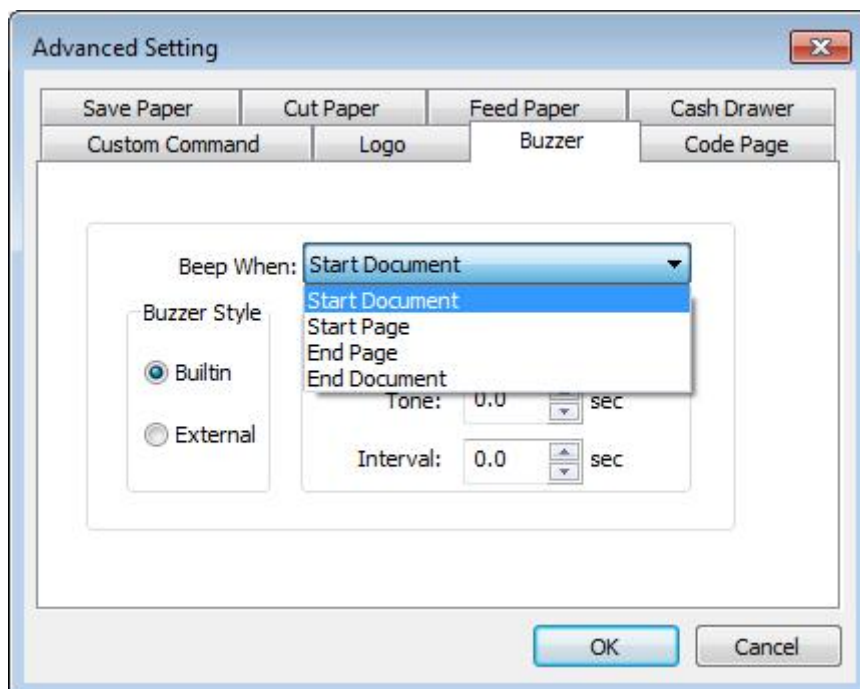 Advanced Setting
Save Paper Cut Paper Feed Paper Cash Drawer
Custom Command Logo Buzzer Code Page
Beep When: Start Document
Start Document
Buzzer Style
Start Page
End Page
Builtin
End Document
Tone: 0.0 sec
External
Interval: 0.0 sec
OK Cancel